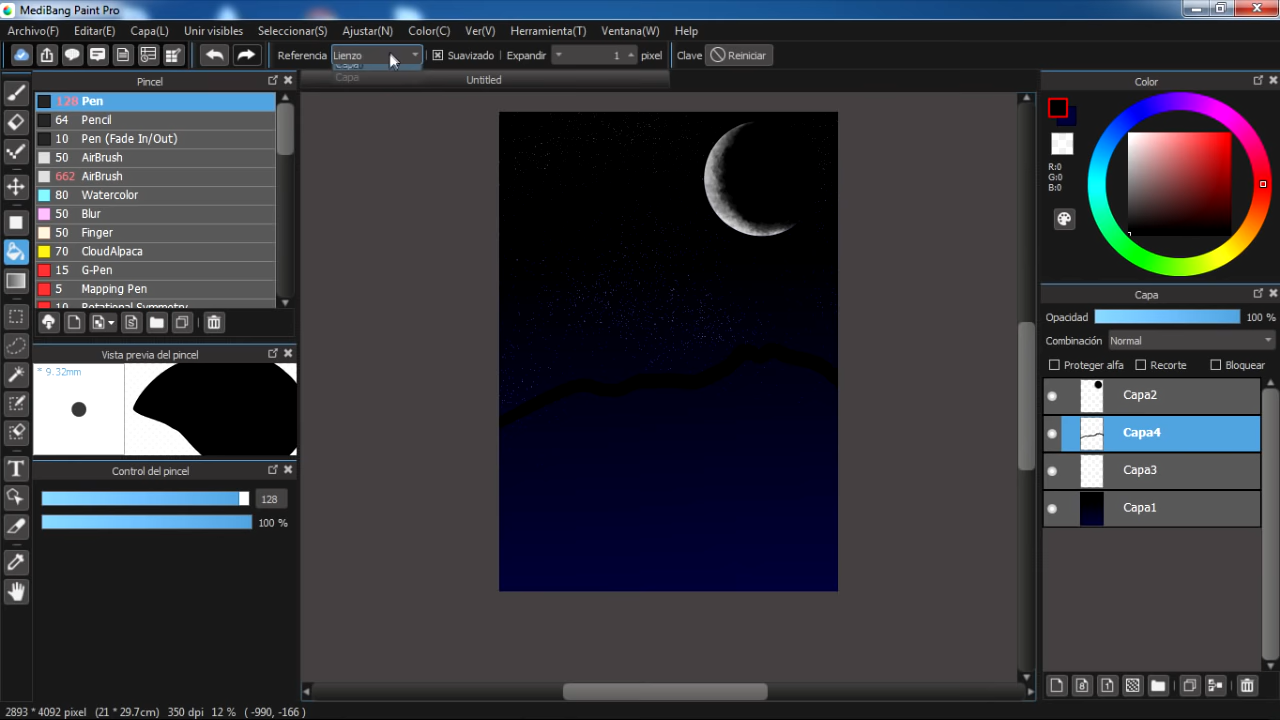 MediBang Paint Pro
Archivo(F) Editar(E) Capa(L) Unir visibles Seleccionar(S) Ajustar(N) Color(C) Ver(V) Herramienta(T) Ventana(W) Help
Referencia Lienzo Suavizado Expandir 1 pixel Clave Reiniciar
Capa
Capa
Untitled
Pincel
128 Pen
64 Pencil
10 Pen (Fade In/Out)
50 AirBrush
662 AirBrush
80 Watercolor
50 Blur
50 Finger
70 CloudAlpaca
15 G-Pen
5 Mapping Pen
10 Rotational Symmetry
Vista previa del pincel
* 9.32mm
Control del pincel
128
100 %
Color
R:0
G:0
B:0
Capa
Opacidad 100 %
Combinación Normal
Proteger alfa Recorte Bloquear
Capa2
Capa4
Capa3
Capa1
2893 * 4092 pixel (21 * 29.7cm) 350 dpi 12 % ( -990, -166 )